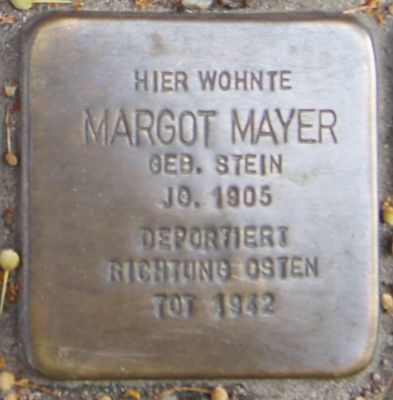 HIER WOHNTE
MARGOT MAYER
GEB. STEIN
JG. 1905
DEPORTIERT
RICHTUNG OSTEN
TOT 1942